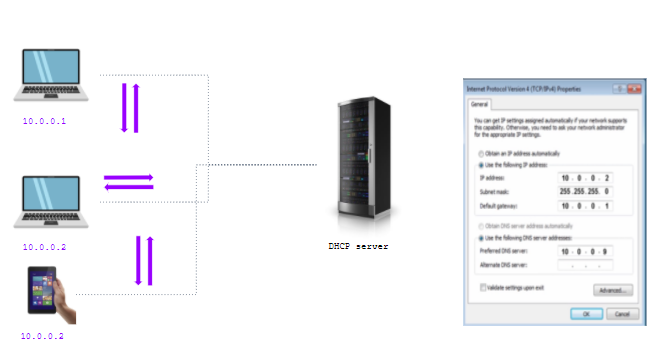 10.0.0.1
10.0.0.2
10.0.0.2
DHCP server
Internet Protocol Version 4 (TCP/IPv4) Properties
General
You can get IP settings assigned automatically if your network supports
this capability. Otherwise, you need to ask your network administrator
for the appropriate IP settings.
Obtain an IP address automatically
Use the following IP address:
IP address: 10 . 0 . 0 . 2
Subnet mask: 255 .255 .255 . 0
Default gateway: 10 . 0 . 0 . 1
Obtain DNS server address automatically
Use the following DNS server addresses:
Preferred DNS server: 10 . 0 . 0 . 9
Alternate DNS server: . . .
Validate settings upon exit
Advanced...
OK Cancel